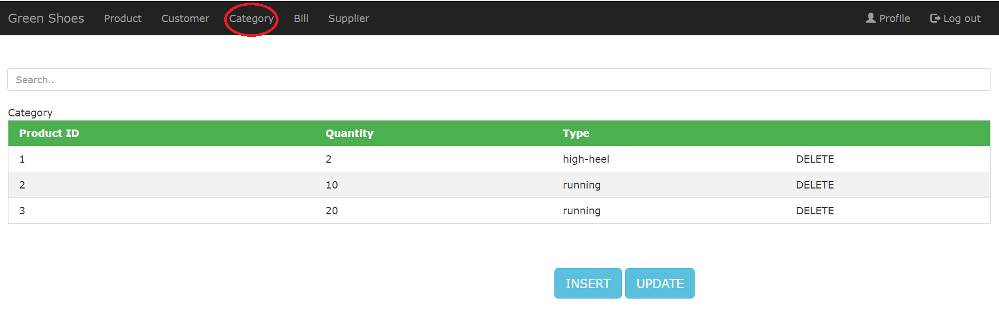 Green Shoes Product Customer Category Bill Supplier Profile Log out
Search..
Category
Product ID Quantity Type
1 2 high-heel DELETE
2 10 running DELETE
3 20 running DELETE
INSERT UPDATE